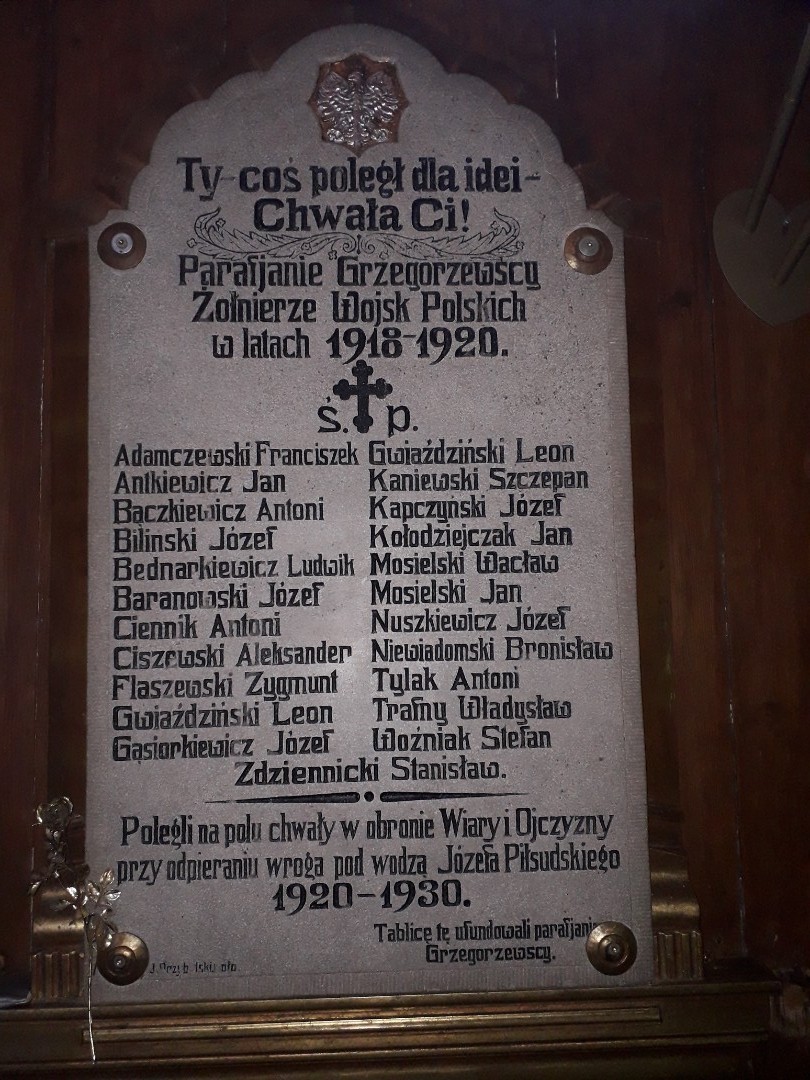 Ty-coś poległ dla idei-
Chwała Ci!
Parafjanie Grzegorzewscy
Żołnierze Wojsk Polskich
w latach 1918-1920.
ś. p.
Adamczewski Franciszek
Antkiewicz Jan
Bączkiewicz Antoni
Biliński Józef
Bednarkiewicz Ludwik
Baranowski Józef
Ciennik Antoni
Ciszewski Aleksander
Flaszewski Zygmunt
Gwiaździński Leon
Gąsiorkiewicz Józef
Gwiaździński Leon
Kaniewski Szczepan
Kapczyński Józef
Kołodziejczak Jan
Mosielski Wacław
Mosielski Jan
Nuszkiewicz Józef
Niewiadomski Bronisław
Tylak Antoni
Trafny Władysław
Woźniak Stefan
Zdziennicki Stanisław.
Polegli na polu chwały w obronie Wiary i Ojczyzny
przy odpieraniu wroga pod wodzą Józefa Piłsudskiego
1920-1930.
Tablicę tę ufundowali parafjanie
Grzegorzewscy.